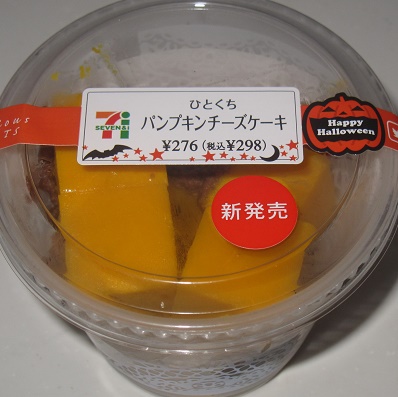 ひとくち
パンプキンチーズケーキ
¥276(税込¥298)
SEVEN&i
Happy
Halloween
新発売